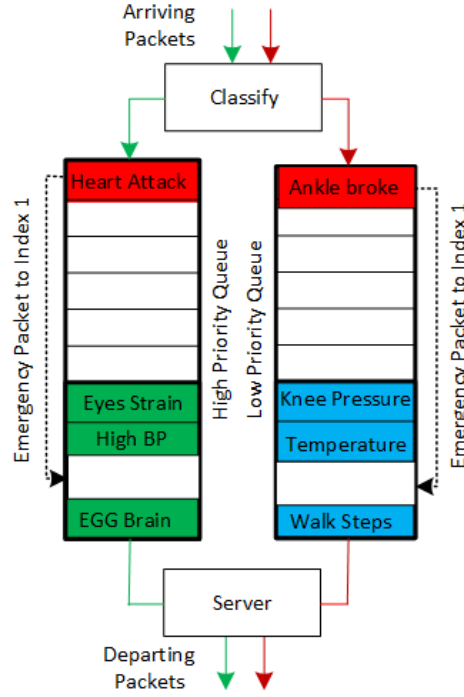 Arriving
Packets
Classify
Heart Attack
Ankle broke
Emergency Packet to Index 1
High Priority Queue
Low Priority Queue
Emergency Packet to Index 1
Eyes Strain
Knee Pressure
High BP
Temperature
EGG Brain
Walk Steps
Server
Departing
Packets